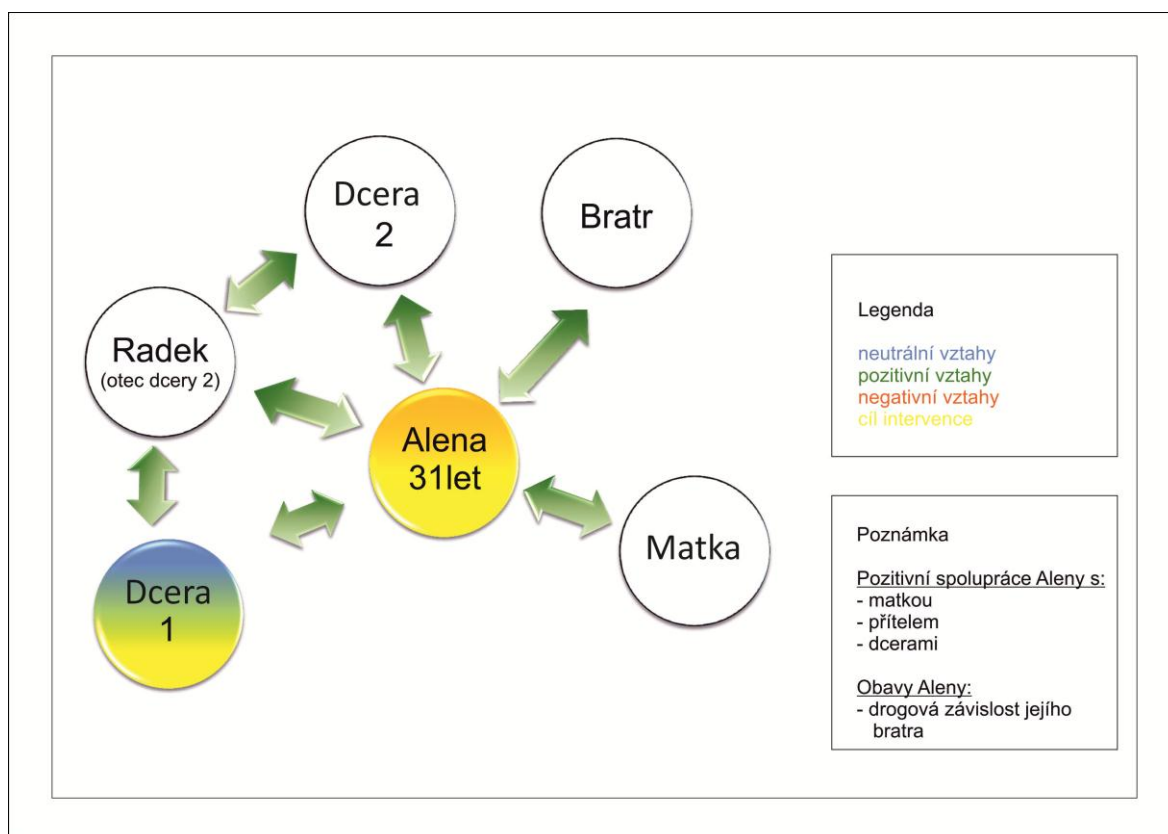 Dcera
2
Bratr
Radek
(otec dcery 2)
Alena
31let
Matka
Dcera
1
Legenda
neutrální vztahy
pozitivní vztahy
negativní vztahy
cíl intervence
Poznámka
Pozitivní spolupráce Aleny s:
- matkou
- přítelem
- dcerami
Obavy Aleny:
- drogová závislost jejího
bratra